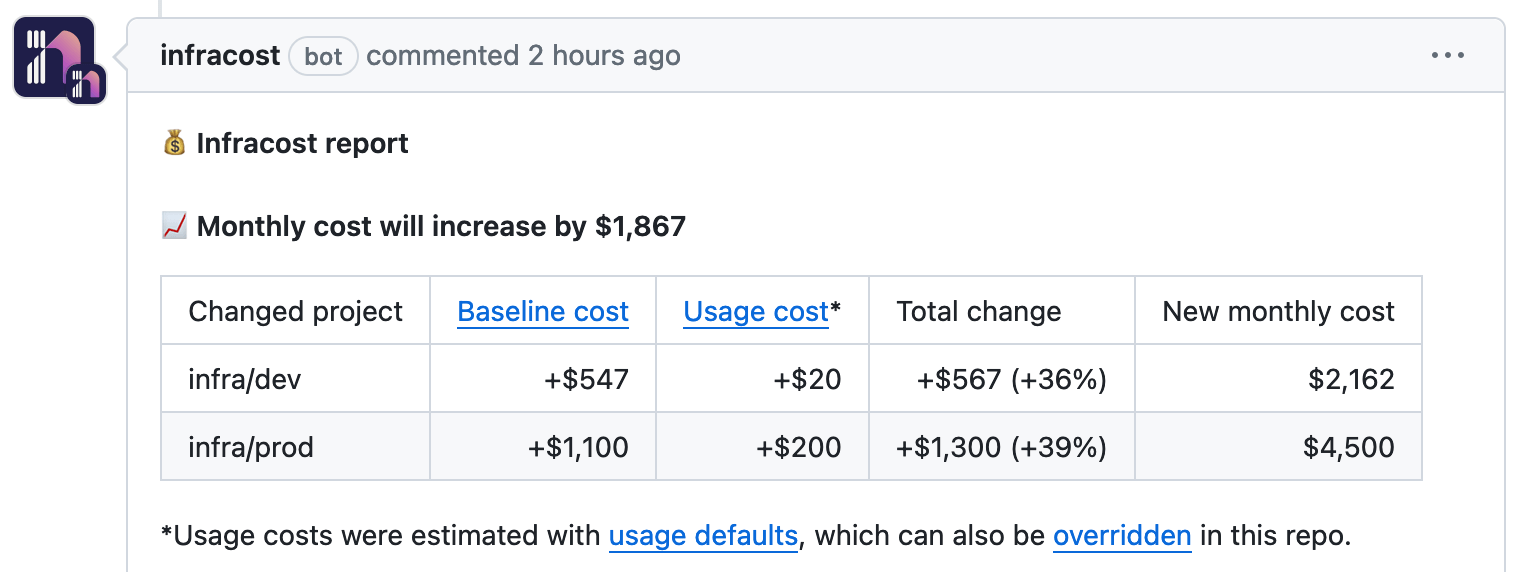 infracost bot commented 2 hours ago
💰 Infracost report
📈 Monthly cost will increase by $1,867
Changed project Baseline cost Usage cost* Total change New monthly cost
infra/dev +$547 +$20 +$567 (+36%) $2,162
infra/prod +$1,100 +$200 +$1,300 (+39%) $4,500
*Usage costs were estimated with usage defaults, which can also be overridden in this repo.